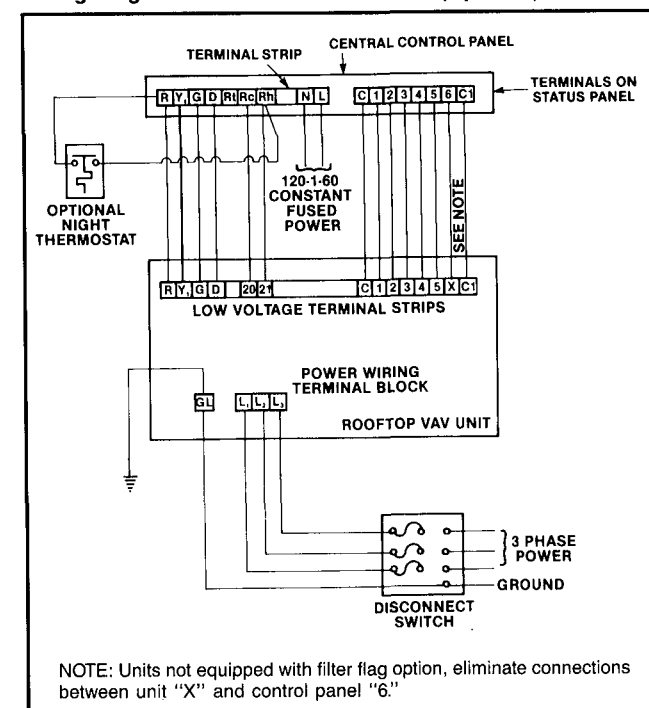 TERMINAL STRIP
CENTRAL CONTROL PANEL
TERMINALS ON
STATUS PANEL
R Y₁ G D Rt Rc Rh N L C 1 2 3 4 5 6 C1
OPTIONAL
NIGHT
THERMOSTAT
120-1-60
CONSTANT
FUSED
POWER
SEE NOTE
R Y₁ G D 20 21 C 1 2 3 4 5 X C1
LOW VOLTAGE TERMINAL STRIPS
POWER WIRING
TERMINAL BLOCK
GL L₁ L₂ L₃
ROOFTOP VAV UNIT
3 PHASE
POWER
GROUND
DISCONNECT
SWITCH
NOTE: Units not equipped with filter flag option, eliminate connections
between unit "X" and control panel "6."